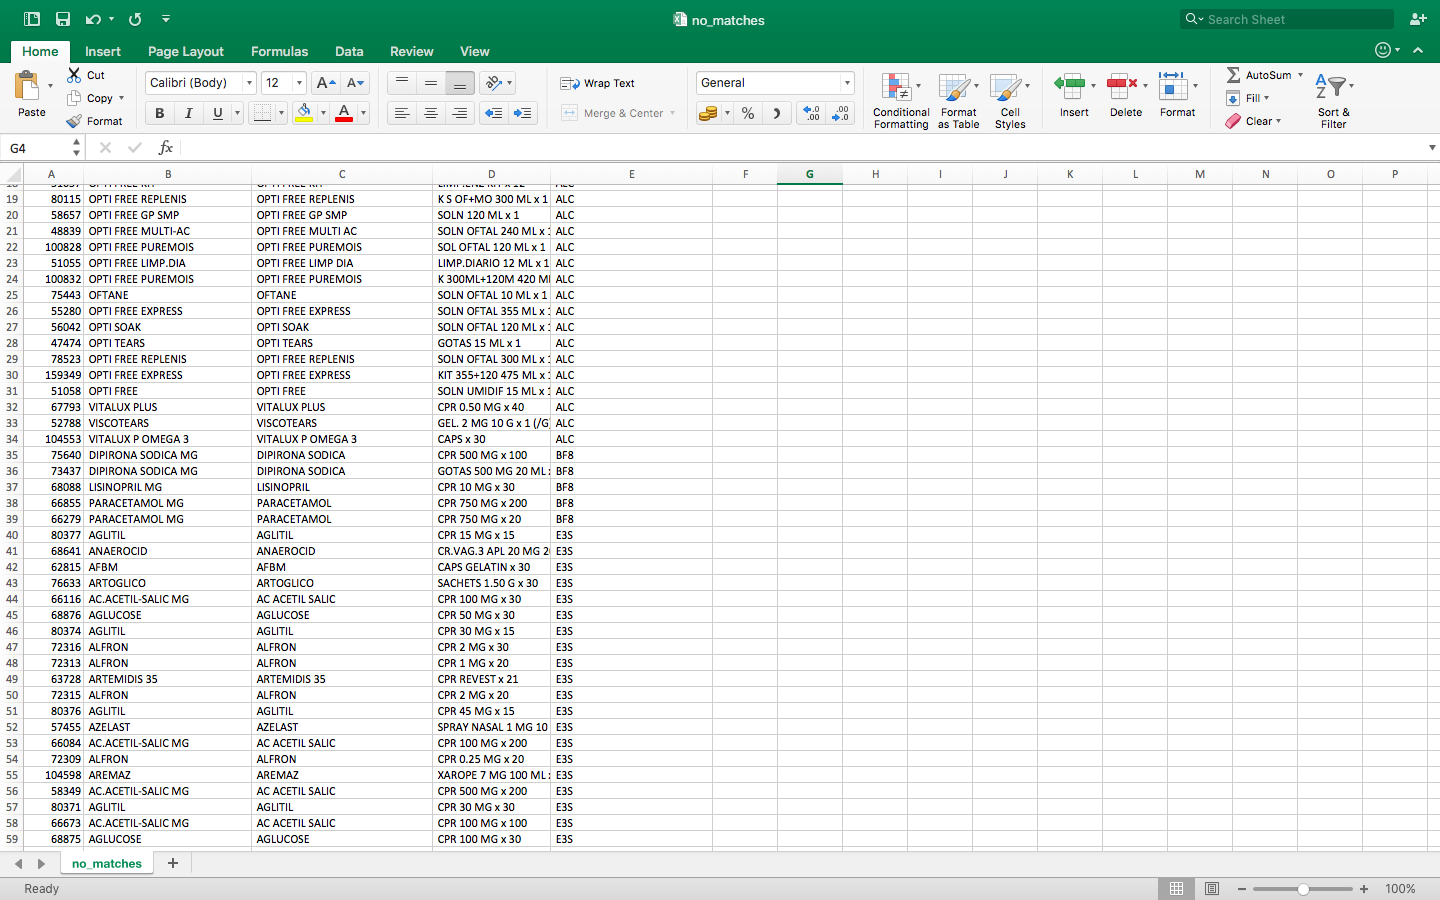 no_matches
Search Sheet
Home Insert Page Layout Formulas Data Review View
Paste Cut Copy Format
Calibri (Body) 12 A A
B I U A
Wrap Text
Merge & Center
General
% .0 .00 .00 .0
Conditional Formatting
Format as Table
Cell Styles
Insert Delete Format
AutoSum
Fill
Clear
Sort & Filter
G4 fx
A B C D E F G H I J K L M N O P
19 80115 OPTI FREE REPLENIS OPTI FREE REPLENIS K S OF+MO 300 ML x 1 ALC
20 58657 OPTI FREE GP SMP OPTI FREE GP SMP SOLN 120 ML x 1 ALC
21 48839 OPTI FREE MULTI-AC OPTI FREE MULTI AC SOLN OFTAL 240 ML x ALC
22 100828 OPTI FREE PUREMOIS OPTI FREE PUREMOIS SOL OFTAL 120 ML x 1 ALC
23 51055 OPTI FREE LIMP.DIA OPTI FREE LIMP DIA LIMP.DIARIO 12 ML x 1 ALC
24 100832 OPTI FREE PUREMOIS OPTI FREE PUREMOIS K 300ML+120M 420 ALC
25 75443 OFTANE OFTANE SOLN OFTAL 10 ML x 1 ALC
26 55280 OPTI FREE EXPRESS OPTI FREE EXPRESS SOLN OFTAL 355 ML x ALC
27 56042 OPTI SOAK OPTI SOAK SOLN OFTAL 120 ML x ALC
28 47474 OPTI TEARS OPTI TEARS GOTAS 15 ML x 1 ALC
29 78523 OPTI FREE REPLENIS OPTI FREE REPLENIS SOLN OFTAL 300 ML x ALC
30 159349 OPTI FREE EXPRESS OPTI FREE EXPRESS KIT 355+120 475 ML x ALC
31 51058 OPTI FREE OPTI FREE SOLN UMIDIF 15 ML x ALC
32 67793 VITALUX PLUS VITALUX PLUS CPR 0.50 MG x 40 ALC
33 52788 VISCOTEARS VISCOTEARS GEL. 2 MG 10 G x 1 (/G ALC
34 104553 VITALUX P OMEGA 3 VITALUX P OMEGA 3 CAPS x 30 ALC
35 75640 DIPIRONA SODICA MG DIPIRONA SODICA CPR 500 MG x 100 BF8
36 73437 DIPIRONA SODICA MG DIPIRONA SODICA GOTAS 500 MG 20 ML BF8
37 68088 LISINOPRIL MG LISINOPRIL CPR 10 MG x 30 BF8
38 66855 PARACETAMOL MG PARACETAMOL CPR 750 MG x 200 BF8
39 66279 PARACETAMOL MG PARACETAMOL CPR 750 MG x 20 BF8
40 80377 AGLITIL AGLITIL CPR 15 MG x 15 E3S
41 68641 ANAEROCID ANAEROCID CR.VAG.3 APL 20 MG E3S
42 62815 AFBM AFBM CAPS GELATIN x 30 E3S
43 76633 ARTOGLICO ARTOGLICO SACHETS 1.50 G x 30 E3S
44 66116 AC.ACETIL-SALIC MG AC ACETIL SALIC CPR 100 MG x 30 E3S
45 68876 AGLUCOSE AGLUCOSE CPR 50 MG x 30 E3S
46 80374 AGLITIL AGLITIL CPR 30 MG x 15 E3S
47 72316 ALFRON ALFRON CPR 2 MG x 30 E3S
48 72313 ALFRON ALFRON CPR 1 MG x 20 E3S
49 63728 ARTEMIDIS 35 ARTEMIDIS 35 CPR REVEST x 21 E3S
50 72315 ALFRON ALFRON CPR 2 MG x 20 E3S
51 80376 AGLITIL AGLITIL CPR 45 MG x 15 E3S
52 57455 AZELAST AZELAST SPRAY NASAL 1 MG 10 E3S
53 66084 AC.ACETIL-SALIC MG AC ACETIL SALIC CPR 100 MG x 200 E3S
54 72309 ALFRON ALFRON CPR 0.25 MG x 20 E3S
55 104598 AREMAZ AREMAZ XAROPE 7 MG 100 ML E3S
56 58349 AC.ACETIL-SALIC MG AC ACETIL SALIC CPR 500 MG x 200 E3S
57 80371 AGLITIL AGLITIL CPR 30 MG x 30 E3S
58 66673 AC.ACETIL-SALIC MG AC ACETIL SALIC CPR 100 MG x 100 E3S
59 68875 AGLUCOSE AGLUCOSE CPR 100 MG x 30 E3S
no_matches +
Ready 100%